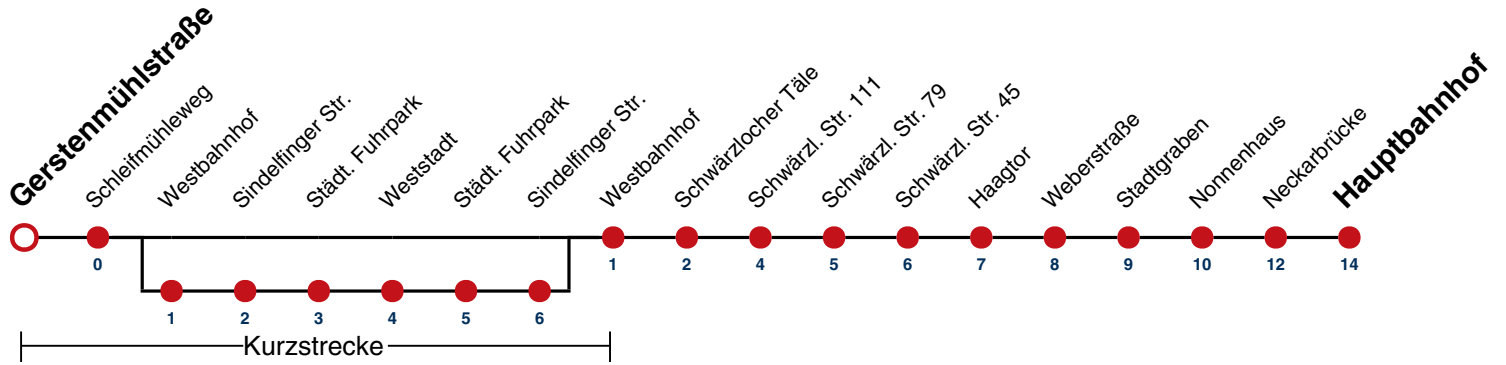 Gerstenmühlstraße
Schleifmühleweg
Westbahnhof
Sindelfinger Str.
Städt. Fuhrpark
Weststadt
Städt. Fuhrpark
Sindelfinger Str.
Westbahnhof
Schwärzlocher Täle
Schwärzl. Str. 111
Schwärzl. Str. 79
Schwärzl. Str. 45
Haagtor
Weberstraße
Stadtgraben
Nonnenhaus
Neckarbrücke
Hauptbahnhof
0 1 2 4 5 6 7 8 9 10 12 14
1 2 3 4 5 6
Kurzstrecke